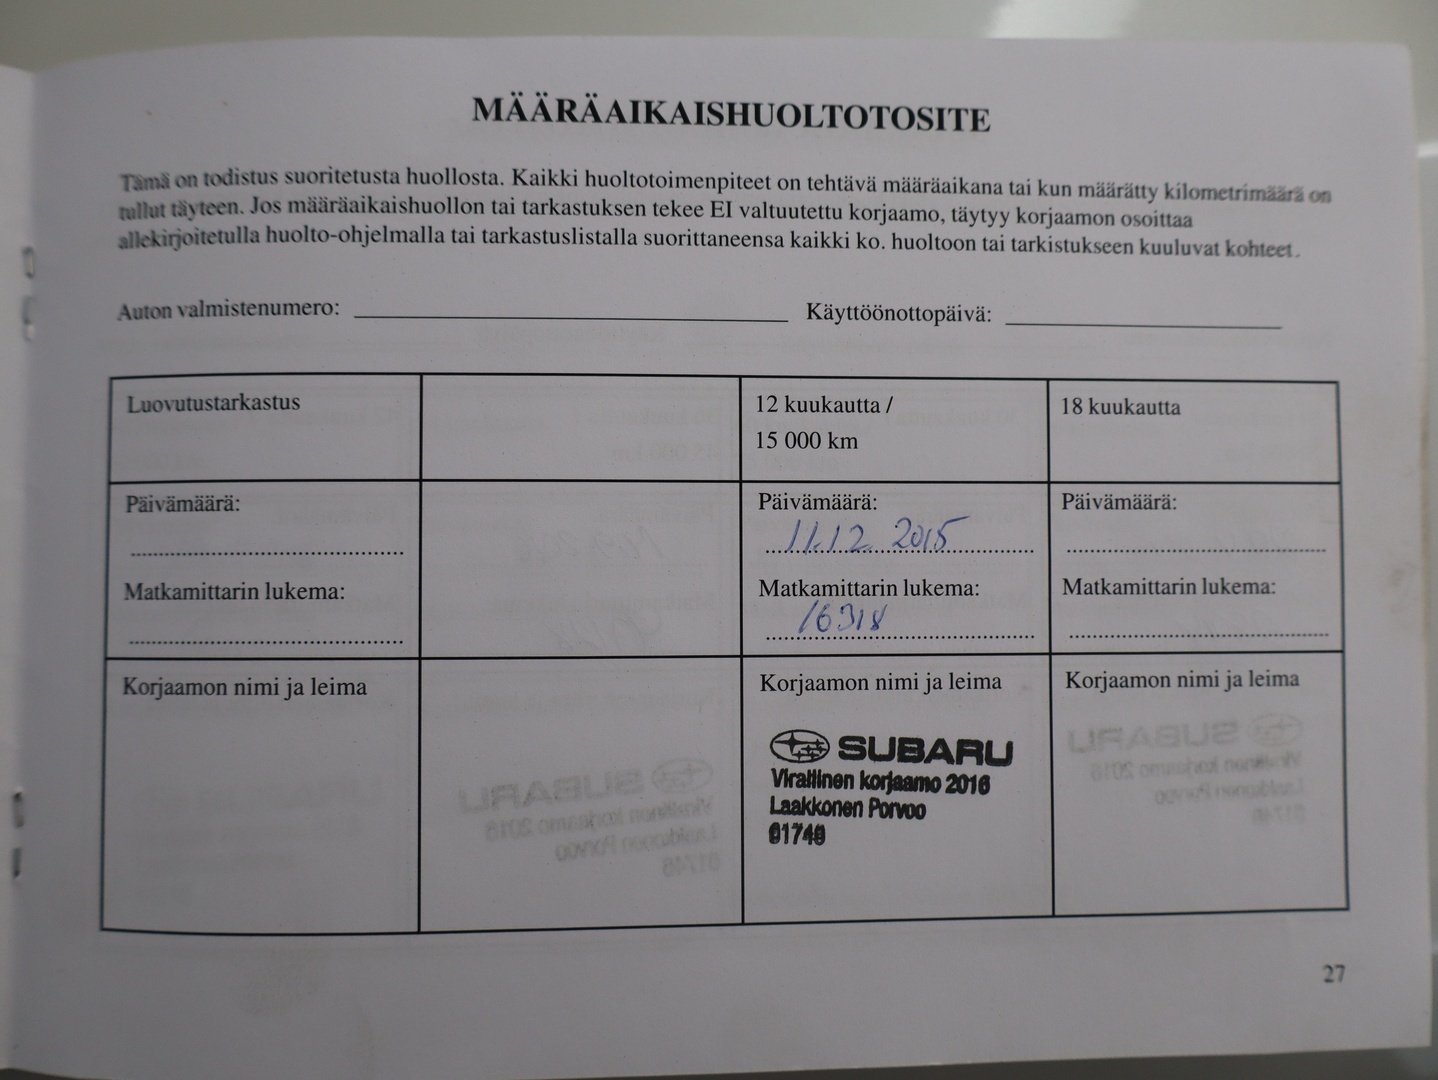 MÄÄRÄAIKAISHUOLTOTOSITE
Tämä on todistus suoritetusta huollosta. Kaikki huoltotoimenpiteet on tehtävä määräaikana tai kun määrätty kilometrimäärä on
tullut täyteen. Jos määräaikaishuollon tai tarkastuksen tekee EI valtuutettu korjaamo, täytyy korjaamon osoittaa
allekirjoitetulla huolto-ohjelmalla tai tarkastuslistalla suorittaneensa kaikki ko. huoltoon tai tarkistukseen kuuluvat kohteet.
Auton valmistenumero: Käyttöönottopäivä:
Luovutustarkastus
Päivämäärä:
Matkamittarin lukema:
Korjaamon nimi ja leima
12 kuukautta /
15 000 km
Päivämäärä:
11.12 2015
Matkamittarin lukema:
16318
Korjaamon nimi ja leima
SUBARU
Virallinen korjaamo 2016
Laakkonen Porvoo
01740
18 kuukautta
Päivämäärä:
Matkamittarin lukema:
Korjaamon nimi ja leima
27